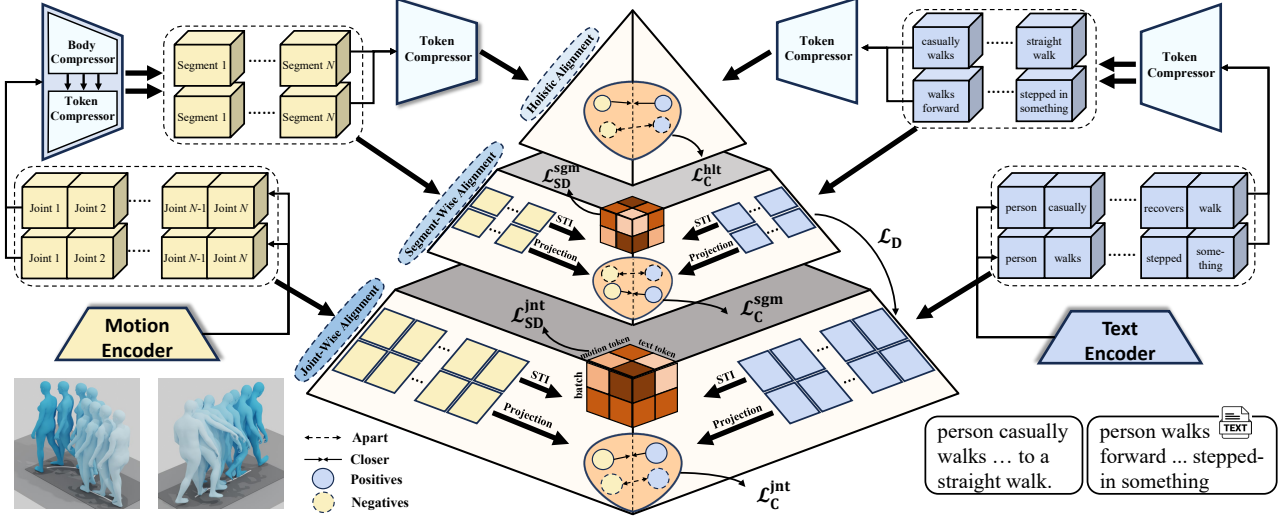 Body
Compressor
Token
Compressor
Segment 1
Segment N
Segment 1
Segment N
Token
Compressor
Holistic Alignment
Token
Compressor
casually
walks
straight
walk
walks
forward
stepped in
something
Token
Compressor
Joint 1
Joint 2
Joint N-1
Joint N
Joint 1
Joint 2
Joint N-1
Joint N
Segment-Wise Alignment
ℒ_SD^sgm
ℒ_C^hlt
STI
STI
Projection
Projection
ℒ_D
person
casually
recovers
walk
person
walks
stepped
some-
thing
Motion
Encoder
Joint-Wise Alignment
ℒ_SD^jnt
ℒ_C^sgm
motion token
text token
batch
STI
STI
Projection
Projection
Text
Encoder
Apart
Closer
Positives
Negatives
ℒ_C^jnt
person casually
walks … to a
straight walk.
TEXT
person walks
forward ... stepped-
in something